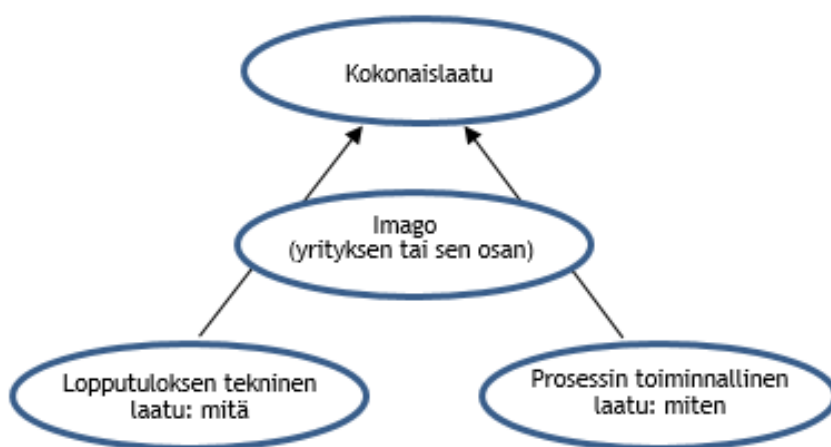 Kokonaislaatu
Imago
(yrityksen tai sen osan)
Lopputuloksen tekninen
laatu: mitä
Prosessin toiminnallinen
laatu: miten